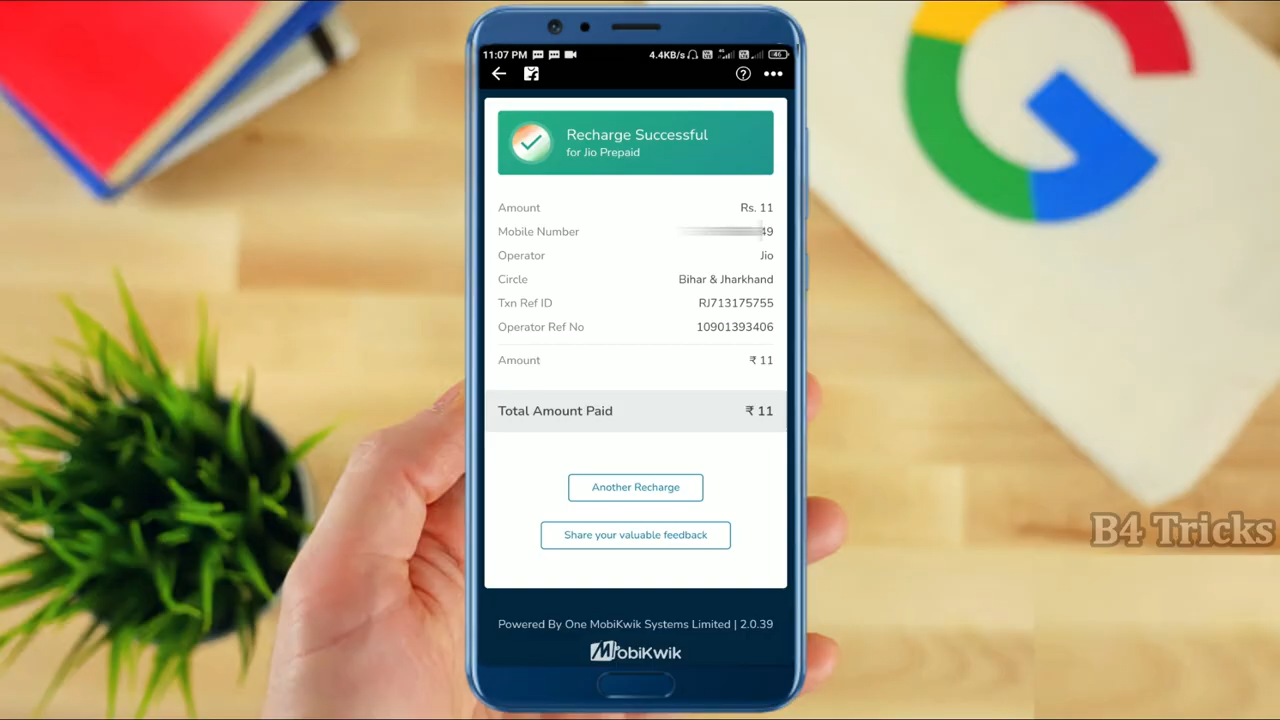 11:07 PM
4.4KB/s
46
Recharge Successful
for Jio Prepaid
Amount Rs. 11
Mobile Number 49
Operator Jio
Circle Bihar & Jharkhand
Txn Ref ID RJ713175755
Operator Ref No 10901393406
Amount ₹ 11
Total Amount Paid ₹ 11
Another Recharge
Share your valuable feedback
Powered By One MobiKwik Systems Limited | 2.0.39
MobiKwik
B4 Tricks